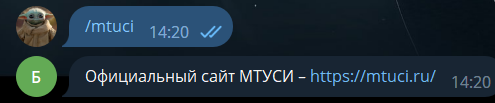 /mtuci 14:20
Б
Официальный сайт МТУСИ – https://mtuci.ru/ 14:20